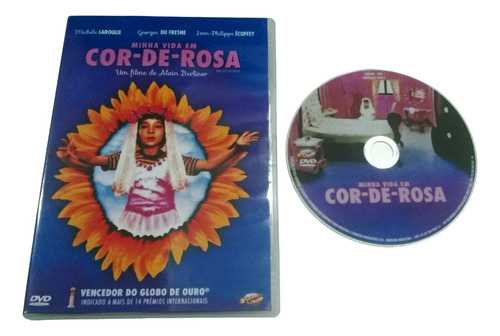 Michèle LAROQUE Georges DU FRESNE Jean-Philippe ÉCOFFEY
MINHA VIDA EM
COR-DE-ROSA
Um filme de Alain Berliner
VENCEDOR DO GLOBO DE OURO®
INDICADO A MAIS DE 14 PRÊMIOS INTERNACIONAIS
DVD
DVD
MINHA VIDA EM
COR-DE-ROSA